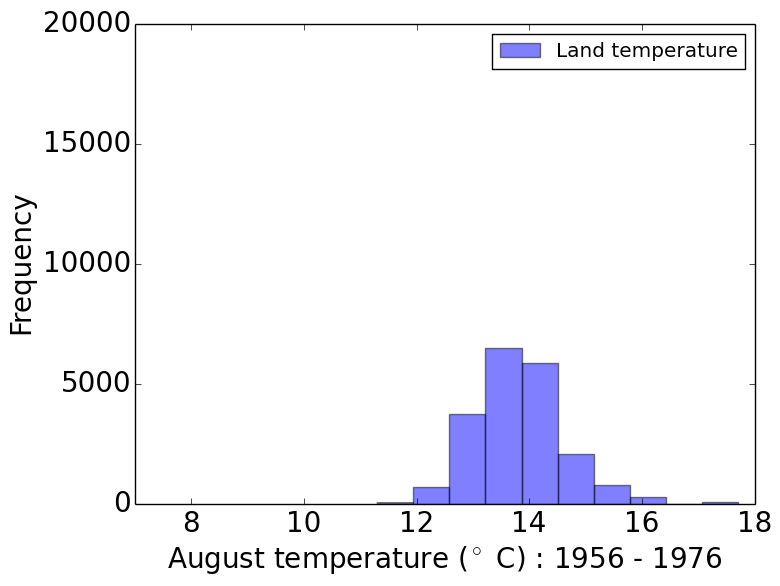 20000
15000
10000
5000
0
Frequency
Land temperature
8 10 12 14 16 18
August temperature (° C) : 1956 - 1976